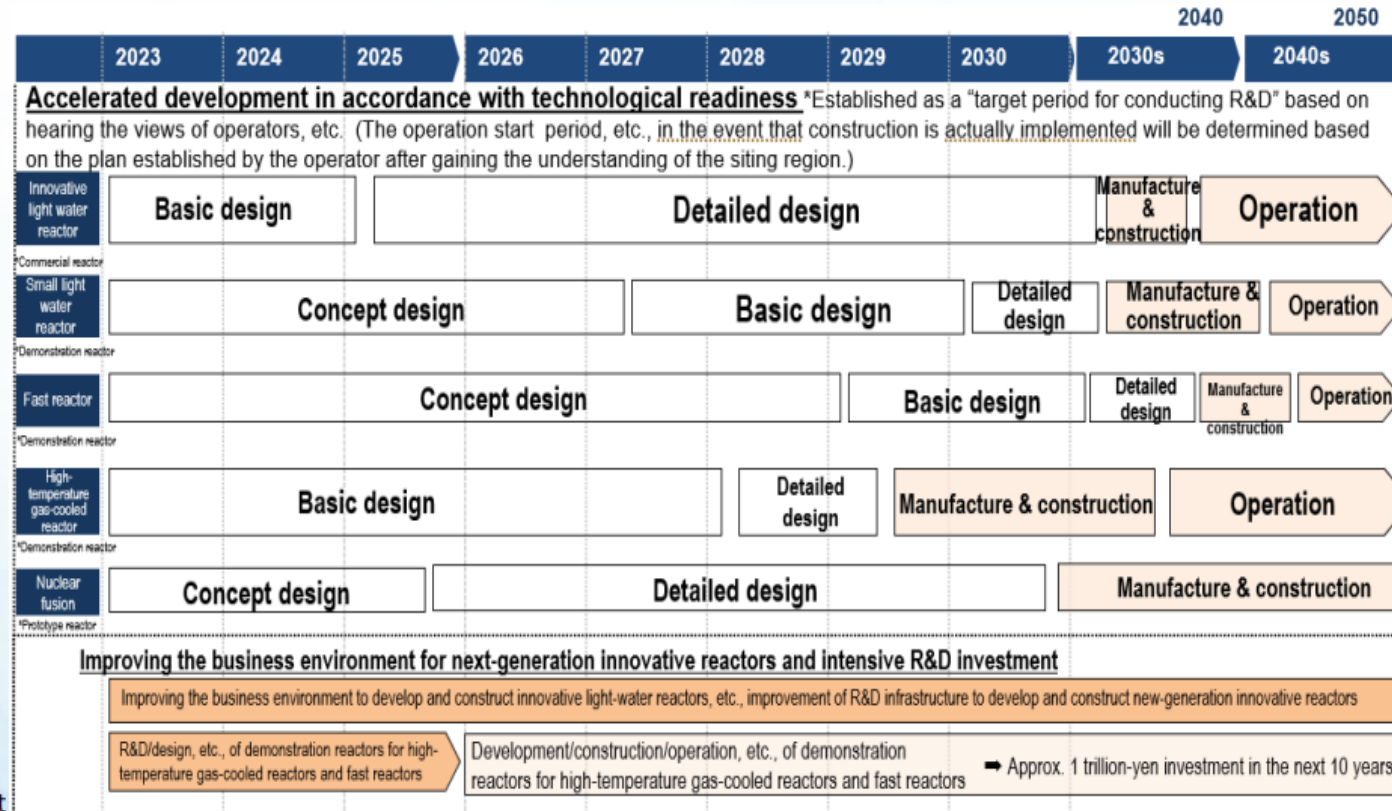 2040 2050
2023 2024 2025 2026 2027 2028 2029 2030 2030s 2040s
Accelerated development in accordance with technological readiness *Established as a “target period for conducting R&D” based on
hearing the views of operators, etc. (The operation start period, etc., in the event that construction is actually implemented will be determined based
on the plan established by the operator after gaining the understanding of the siting region.)
Innovative
light water
reactor
Basic design
Detailed design
Manufacture
&
construction
Operation
*Commercial reactor
Small light
water
reactor
Concept design
Basic design
Detailed
design
Manufacture &
construction
Operation
*Demonstration reactor
Fast reactor
Concept design
Basic design
Detailed
design
Manufacture
&
construction
Operation
*Demonstration reactor
High-
temperature
gas-cooled
reactor
Basic design
Detailed
design
Manufacture & construction
Operation
*Demonstration reactor
Nuclear
fusion
Concept design
Detailed design
Manufacture & construction
*Prototype reactor
Improving the business environment for next-generation innovative reactors and intensive R&D investment
Improving the business environment to develop and construct innovative light-water reactors, etc., improvement of R&D infrastructure to develop and construct new-generation innovative reactors
R&D/design, etc., of demonstration reactors for high-
temperature gas-cooled reactors and fast reactors
Development/construction/operation, etc., of demonstration
reactors for high-temperature gas-cooled reactors and fast reactors
➡ Approx. 1 trillion-yen investment in the next 10 years